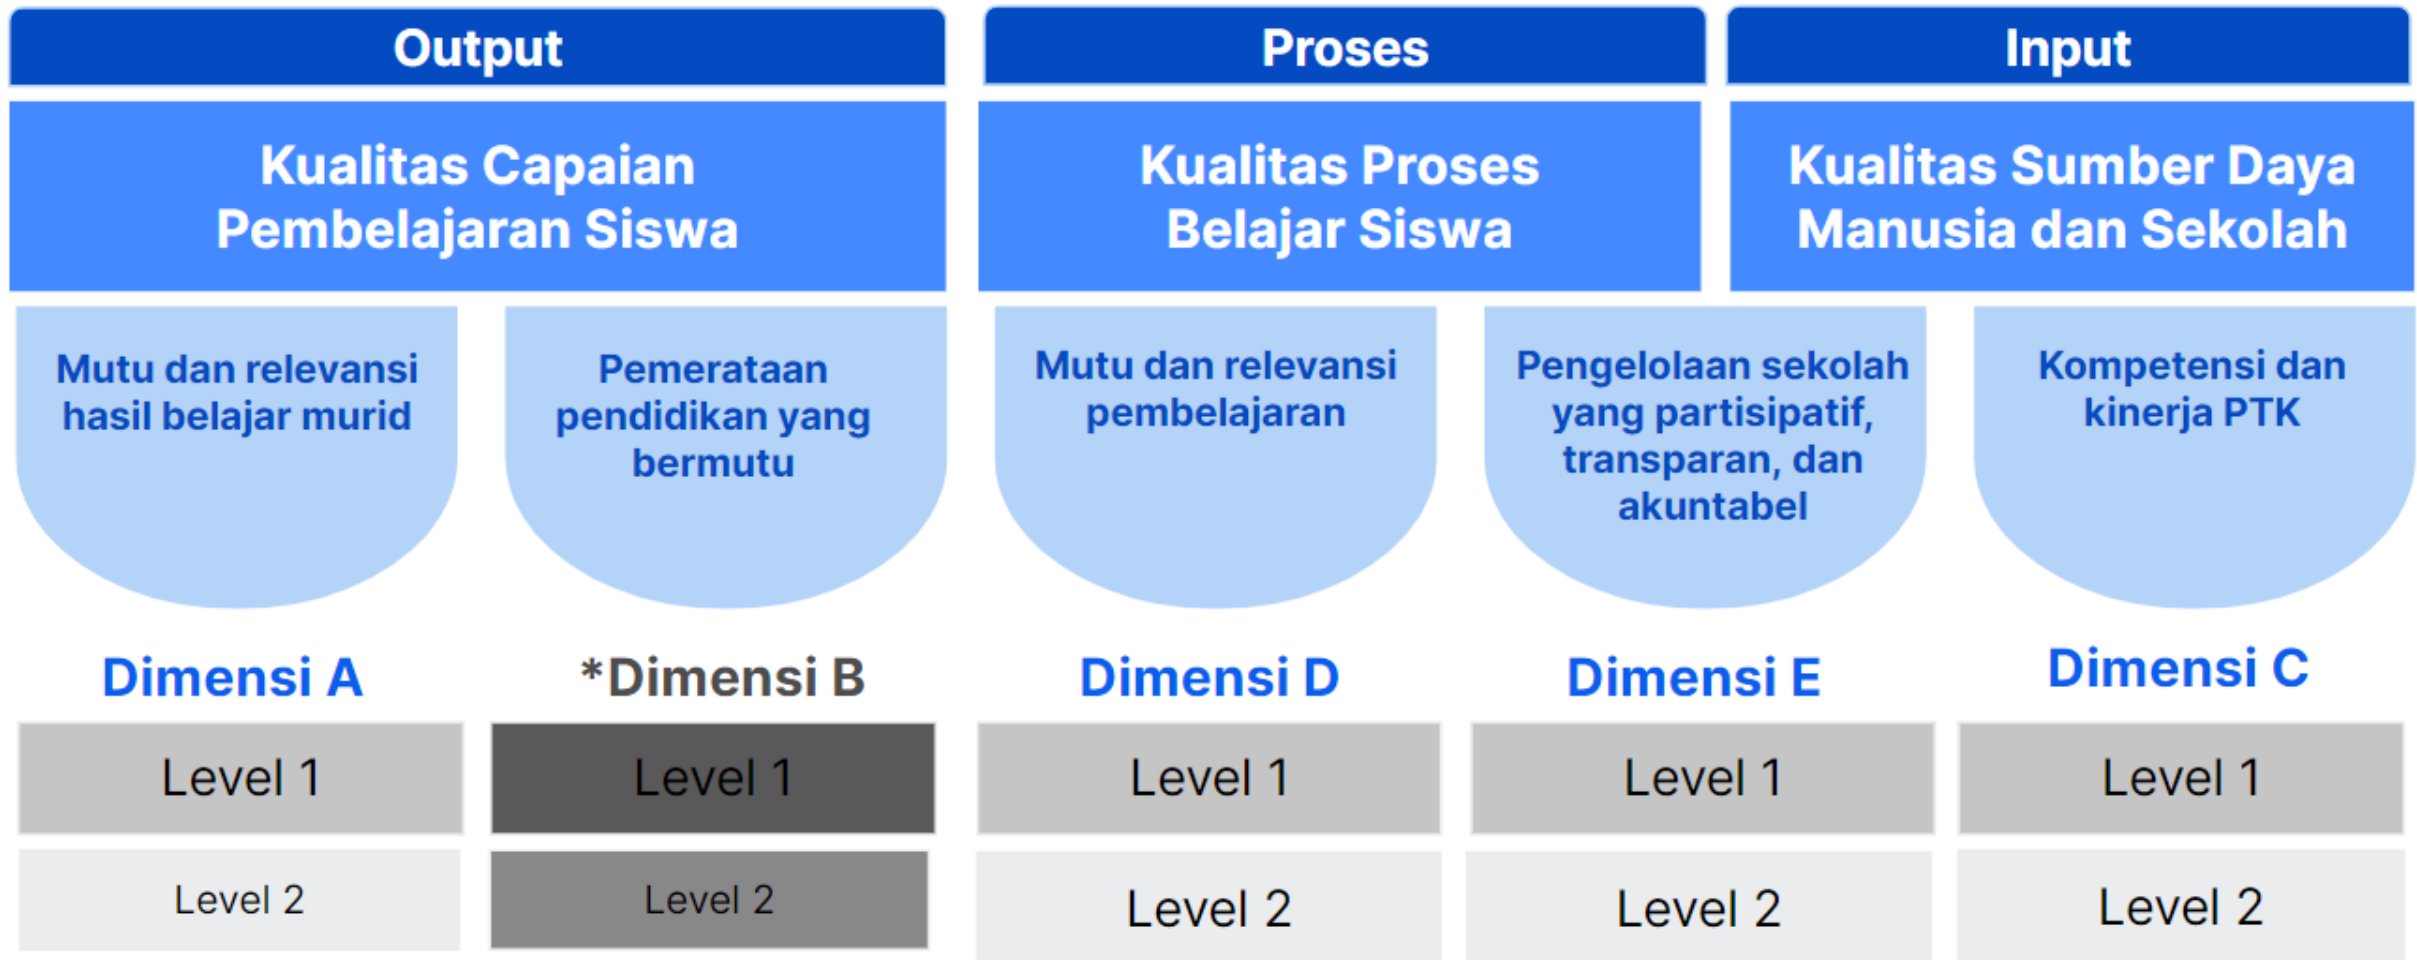 Output
Proses
Input
Kualitas Capaian
Pembelajaran Siswa
Kualitas Proses
Belajar Siswa
Kualitas Sumber Daya
Manusia dan Sekolah
Mutu dan relevansi
hasil belajar murid
Pemerataan
pendidikan yang
bermutu
Mutu dan relevansi
pembelajaran
Pengelolaan sekolah
yang partisipatif,
transparan, dan
akuntabel
Kompetensi dan
kinerja PTK
Dimensi A
*Dimensi B
Dimensi D
Dimensi E
Dimensi C
Level 1
Level 1
Level 1
Level 1
Level 1
Level 2
Level 2
Level 2
Level 2
Level 2